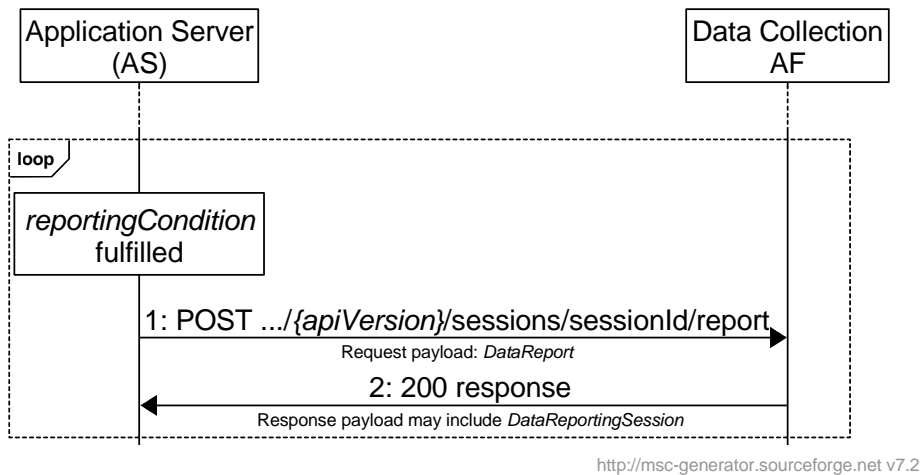 Application Server
(AS)
Data Collection
AF
loop
reportingCondition
fulfilled
1: POST .../{apiVersion}/sessions/sessionId/report
Request payload: DataReport
2: 200 response
Response payload may include DataReportingSession
http://msc-generator.sourceforge.net v7.2